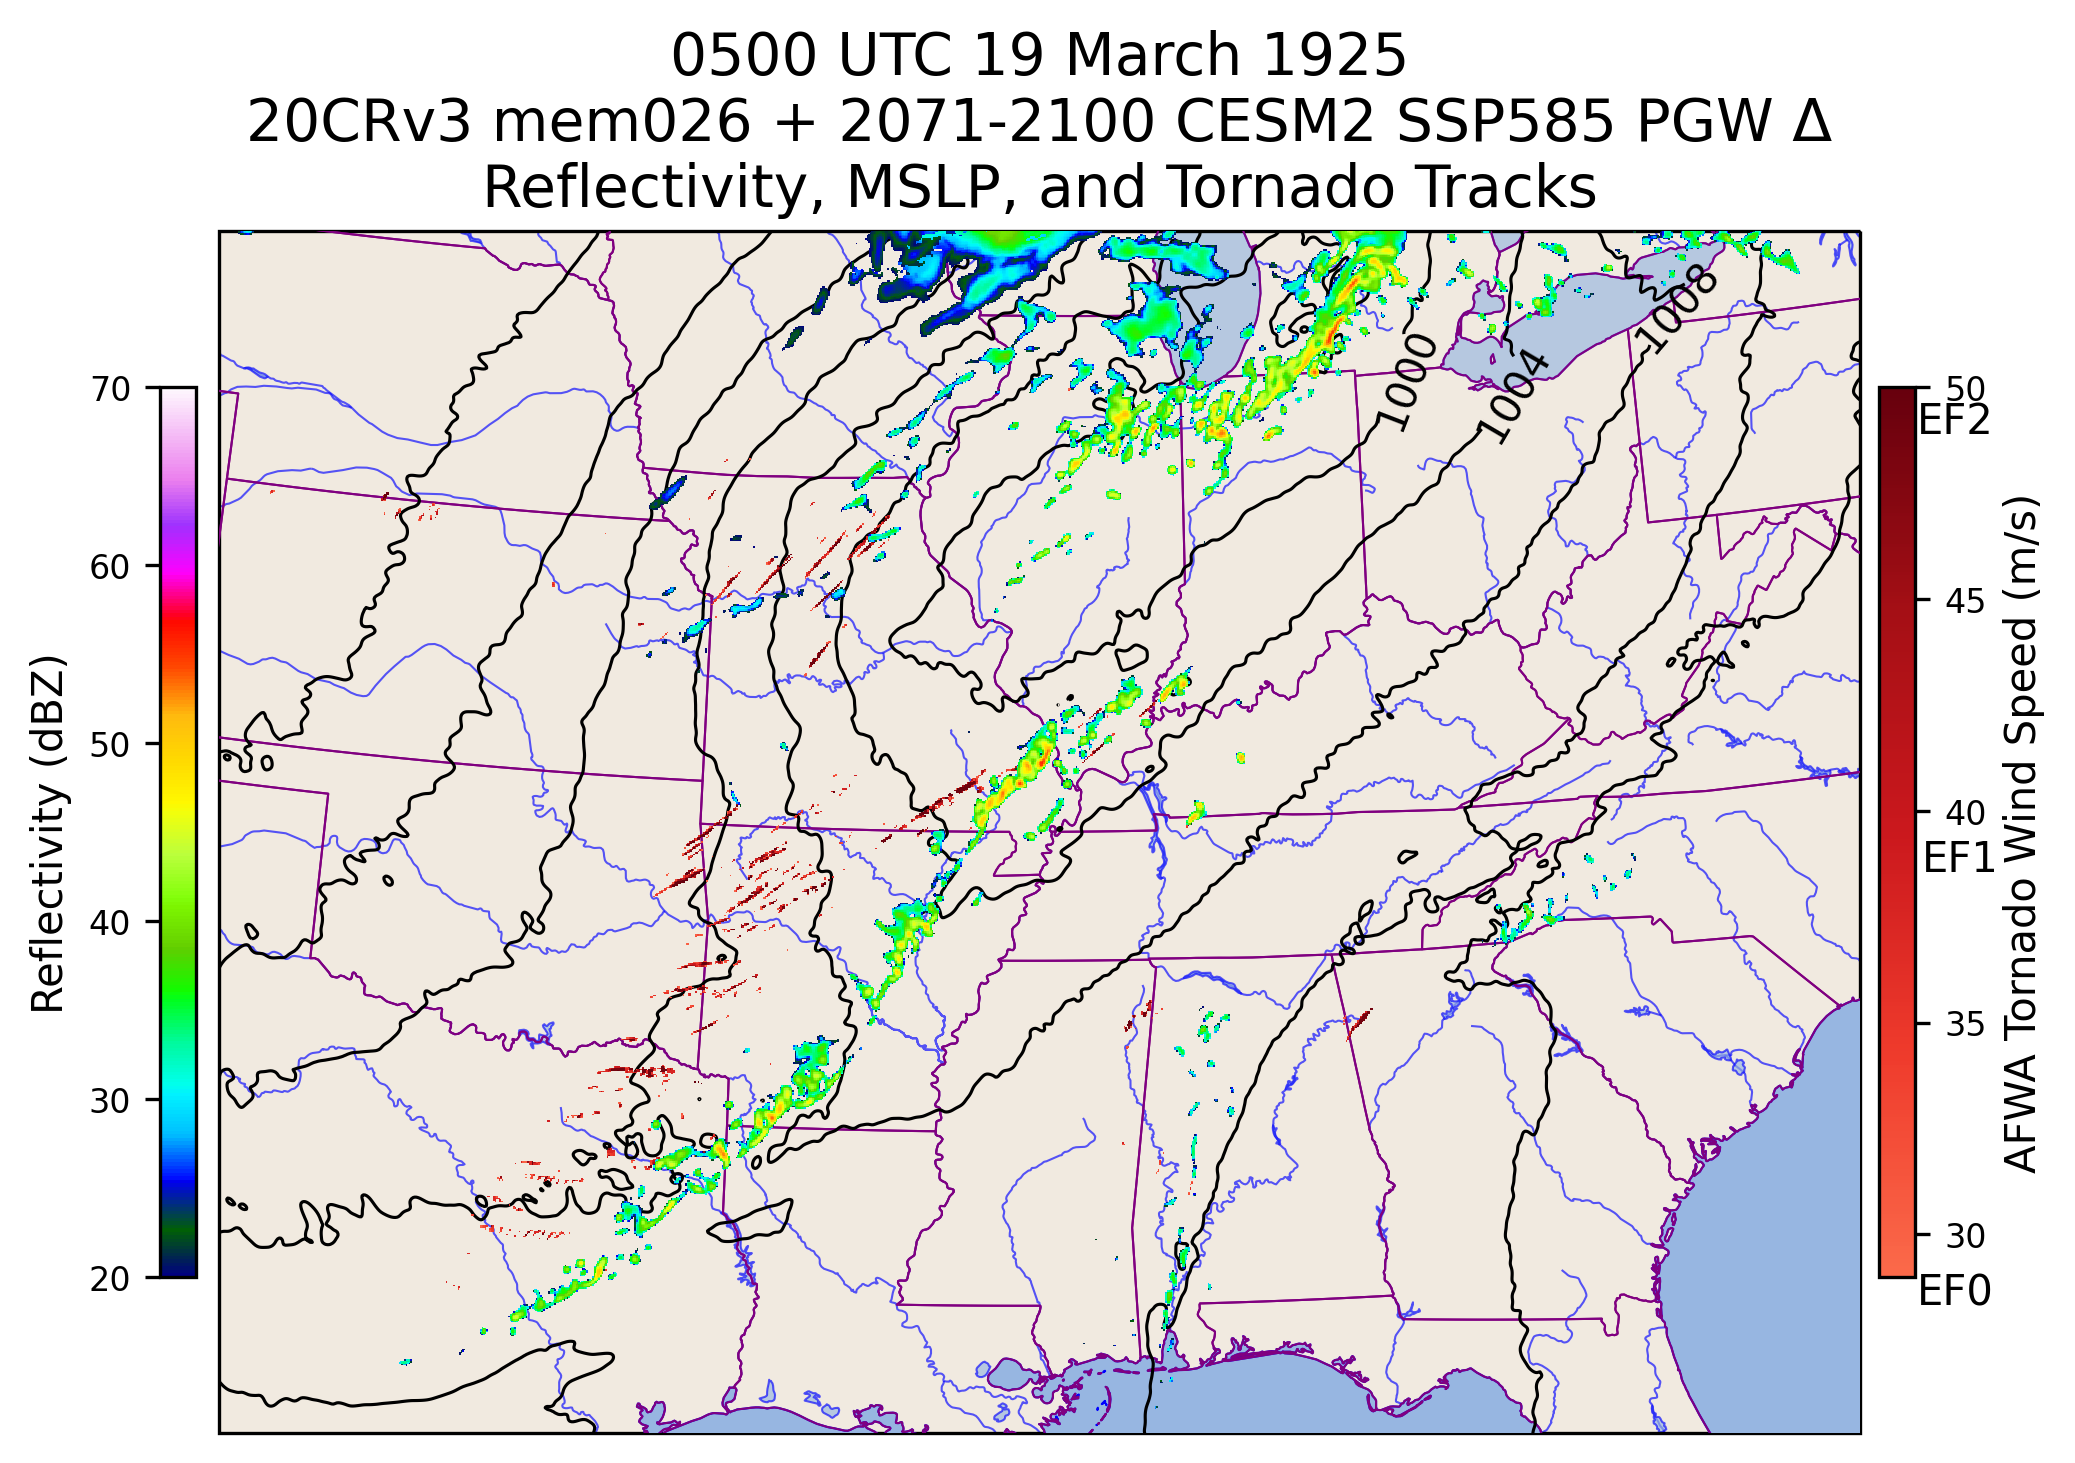 0500 UTC 19 March 1925
20CRv3 mem026 + 2071-2100 CESM2 SSP585 PGW Δ
Reflectivity, MSLP, and Tornado Tracks
1008
1000
1004
70
60
50
40
30
20
Reflectivity (dBZ)
50
EF2
45
40
EF1
35
30
EF0
AFWA Tornado Wind Speed (m/s)